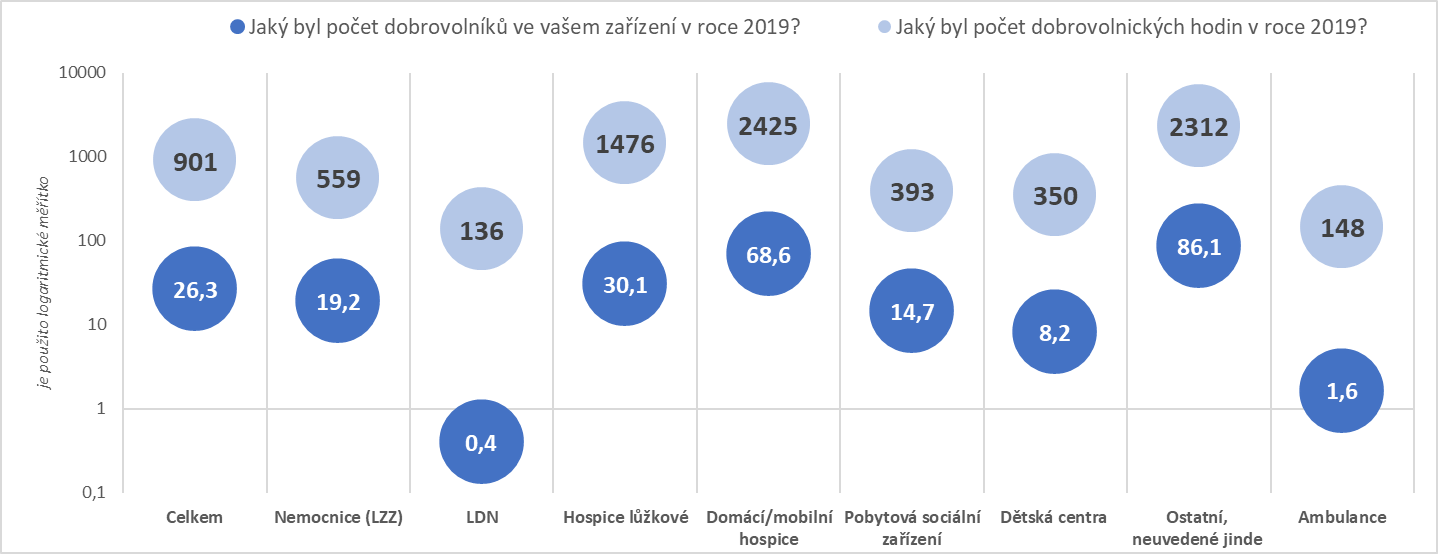 Jaký byl počet dobrovolníků ve vašem zařízení v roce 2019?
Jaký byl počet dobrovolnických hodin v roce 2019?
je použito logaritmické měřítko
10000
1000
100
10
1
0,1
901
559
136
1476
2425
393
350
2312
148
26,3
19,2
0,4
30,1
68,6
14,7
8,2
86,1
1,6
Celkem
Nemocnice (LZZ)
LDN
Hospice lůžkové
Domácí/mobilní
hospice
Pobytová sociální
zařízení
Dětská centra
Ostatní,
neuvedené jinde
Ambulance